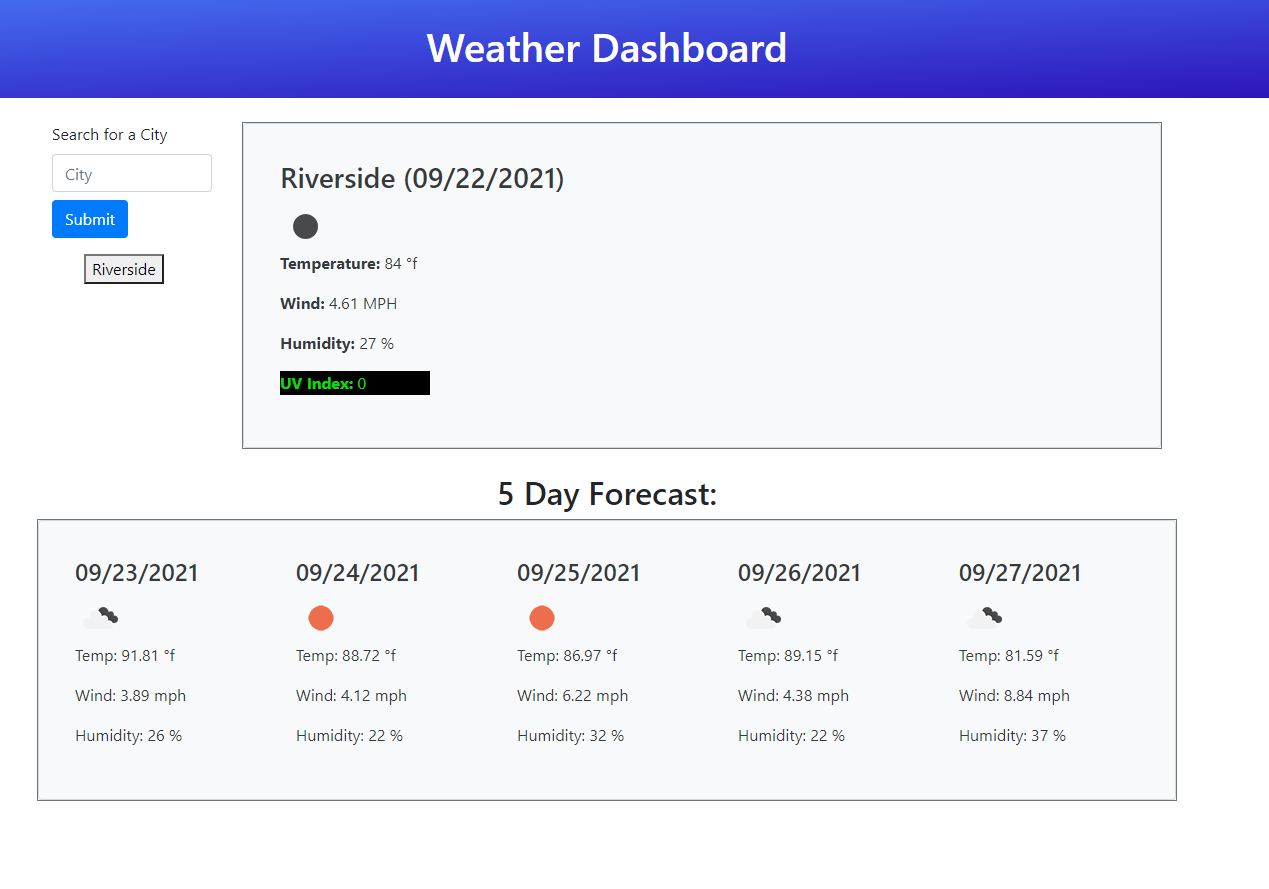 Weather Dashboard
Search for a City
City
Submit
Riverside
Riverside (09/22/2021)
Temperature: 84 °f
Wind: 4.61 MPH
Humidity: 27 %
UV Index: 0
5 Day Forecast:
09/23/2021
Temp: 91.81 °f
Wind: 3.89 mph
Humidity: 26 %
09/24/2021
Temp: 88.72 °f
Wind: 4.12 mph
Humidity: 22 %
09/25/2021
Temp: 86.97 °f
Wind: 6.22 mph
Humidity: 32 %
09/26/2021
Temp: 89.15 °f
Wind: 4.38 mph
Humidity: 22 %
09/27/2021
Temp: 81.59 °f
Wind: 8.84 mph
Humidity: 37 %